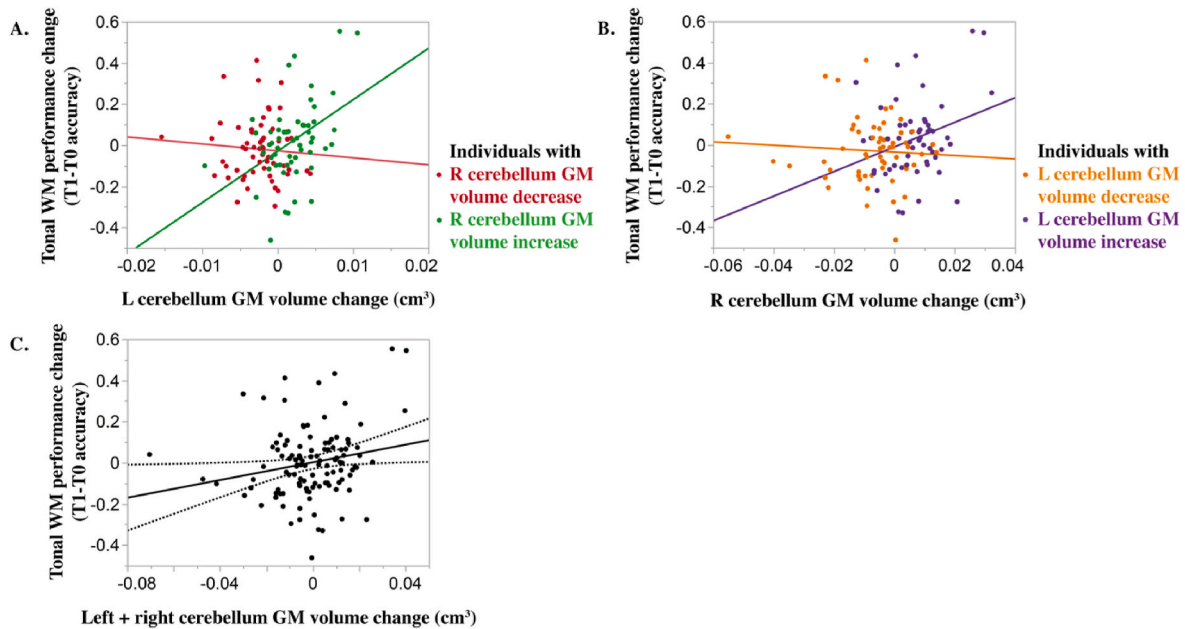 A.
Tonal WM performance change
(T1-T0 accuracy)
0.6
0.4
0.2
0
-0.2
-0.4
-0.02
-0.01
0
0.01
0.02
L cerebellum GM volume change (cm³)
Individuals with
R cerebellum GM
volume decrease
R cerebellum GM
volume increase
B.
Tonal WM performance change
(T1-T0 accuracy)
0.6
0.4
0.2
0
-0.2
-0.4
-0.06
-0.04
-0.02
0
0.02
0.04
R cerebellum GM volume change (cm³)
Individuals with
L cerebellum GM
volume decrease
L cerebellum GM
volume increase
C.
Tonal WM performance change
(T1-T0 accuracy)
0.6
0.4
0.2
0
-0.2
-0.4
-0.08
-0.04
0
0.04
Left + right cerebellum GM volume change (cm³)